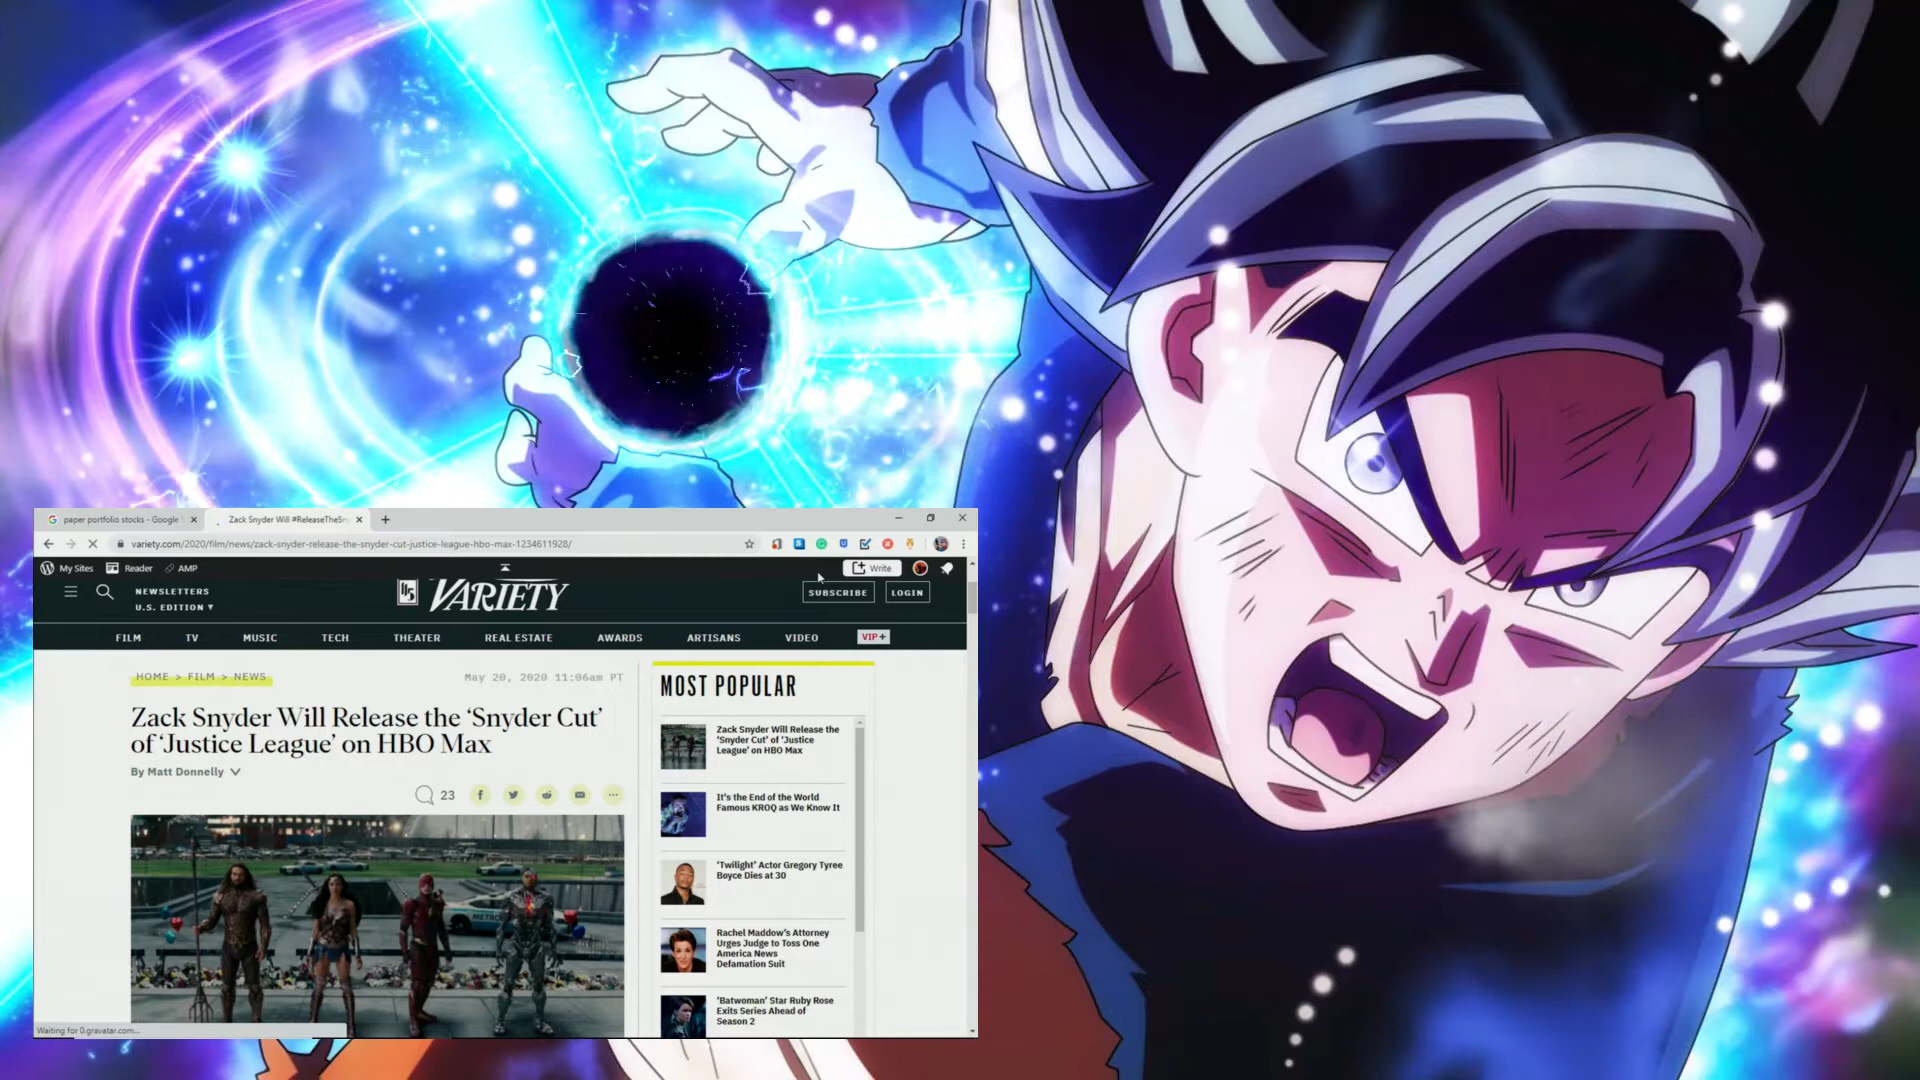 paper portfolio stocks - Google
Zack Snyder Will #ReleaseTheSn
variety.com/2020/film/news/zack-snyder-release-the-snyder-cut-justice-league-hbo-max-1234611928/
My Sites
Reader
AMP
Write
NEWSLETTERS
U.S. EDITION
VARIETY
SUBSCRIBE
LOGIN
FILM
TV
MUSIC
TECH
THEATER
REAL ESTATE
AWARDS
ARTISANS
VIDEO
VIP+
HOME > FILM > NEWS
May 20, 2020 11:06am PT
Zack Snyder Will Release the ‘Snyder Cut’
of ‘Justice League’ on HBO Max
By Matt Donnelly
23
METRO
MOST POPULAR
Zack Snyder Will Release the
‘Snyder Cut’ of ‘Justice
League’ on HBO Max
It's the End of the World
Famous KROQ as We Know It
‘Twilight’ Actor Gregory Tyree
Boyce Dies at 30
Rachel Maddow’s Attorney
Urges Judge to Toss One
America News
Defamation Suit
‘Batwoman’ Star Ruby Rose
Exits Series Ahead of
Season 2
Waiting for 0.gravatar.com...